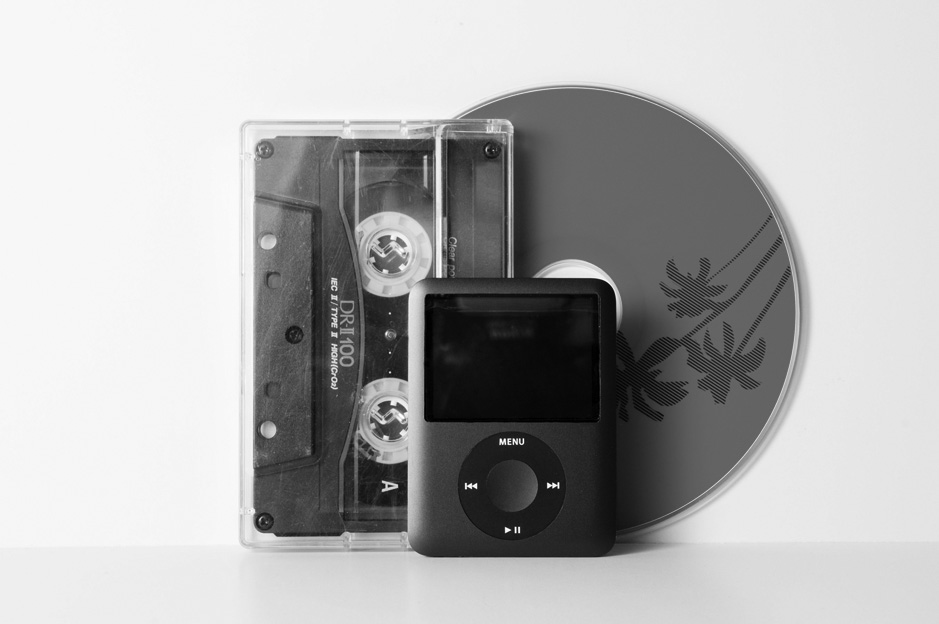 DR-II 100
IEC II / TYPE II HIGH(CrO₂)
A
MENU